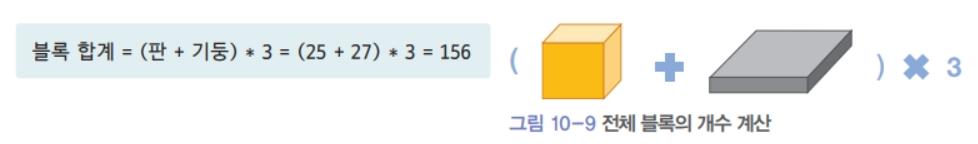 블록 합계 = (판 + 기둥) * 3 = (25 + 27) * 3 = 156
( + ) × 3
그림 10-9 전체 블록의 개수 계산